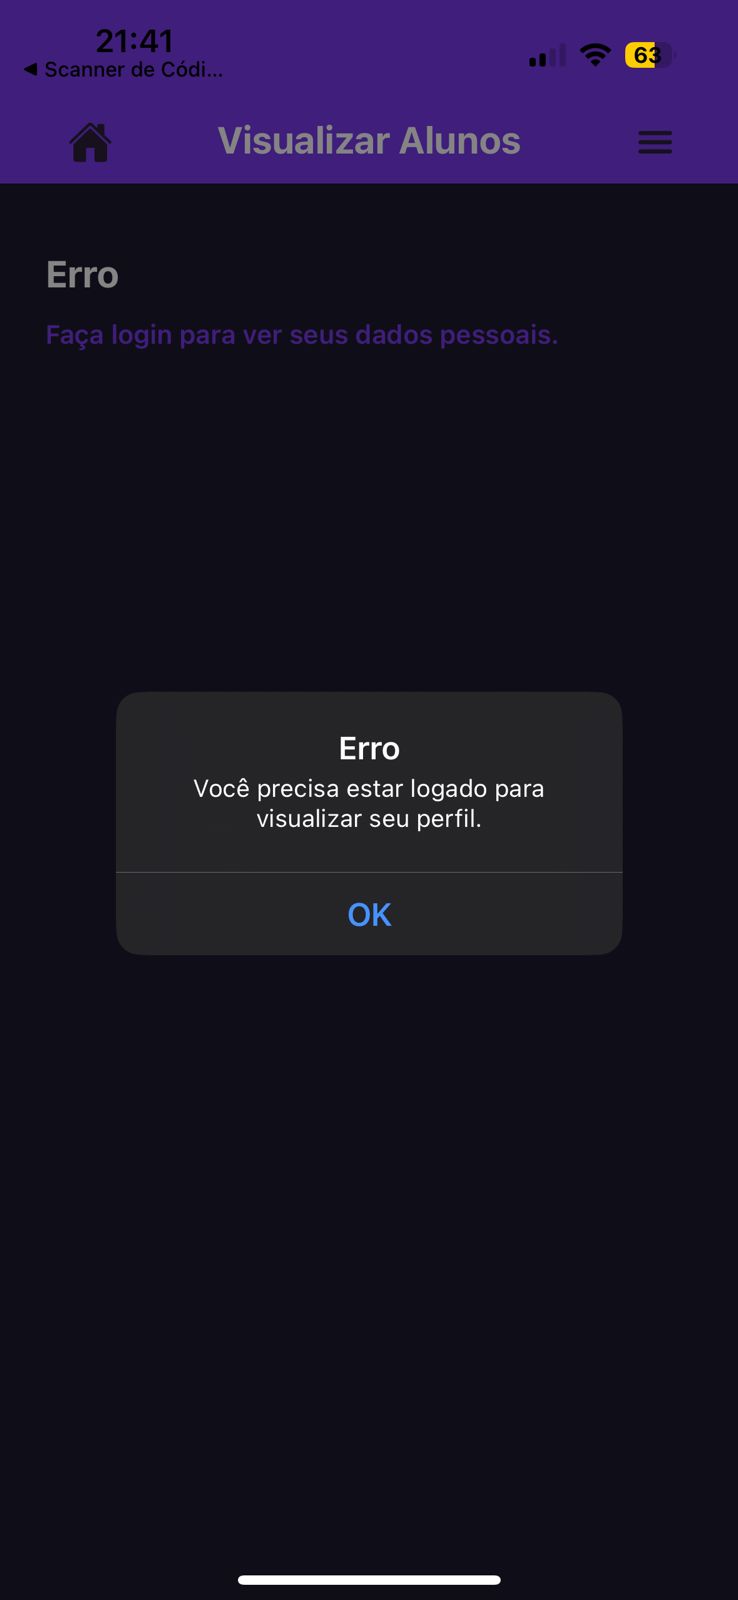 21:41
◀ Scanner de Códi...
63
Visualizar Alunos
Erro
Faça login para ver seus dados pessoais.
Erro
Você precisa estar logado para
visualizar seu perfil.
OK